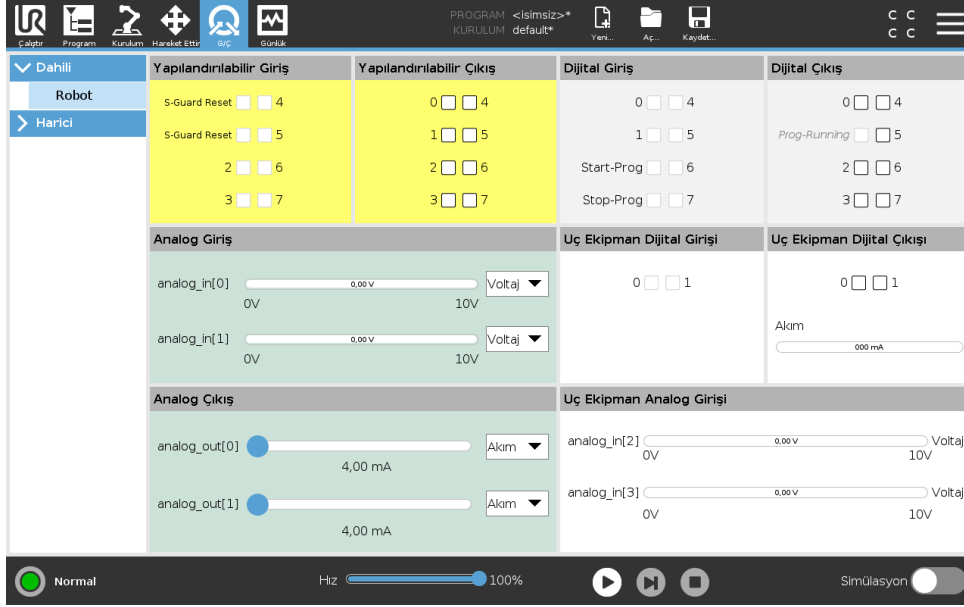 PROGRAM <isimsiz>*
KURULUM default*
UR
Çalıştır Program Kurulum Hareket Ettir G/Ç Günlük Yeni... Aç... Kaydet...
C C
C C
Dahili
Robot
Harici
Yapılandırılabilir Giriş
S-Guard Reset 4
S-Guard Reset 5
2 6
3 7
Yapılandırılabilir Çıkış
0 4
1 5
2 6
3 7
Dijital Giriş
0 4
1 5
Start-Prog 6
Stop-Prog 7
Dijital Çıkış
0 4
Prog-Running 5
2 6
3 7
Analog Giriş
analog_in[0] 0,00 V Voltaj
0V 10V
analog_in[1] 0,00 V Voltaj
0V 10V
Uç Ekipman Dijital Girişi
0 1
Uç Ekipman Dijital Çıkışı
0 1
Akım
000 mA
Analog Çıkış
analog_out[0] Akım
4,00 mA
analog_out[1] Akım
4,00 mA
Uç Ekipman Analog Girişi
analog_in[2] 0,00 V Voltaj
0V 10V
analog_in[3] 0,00 V Voltaj
0V 10V
Normal
Hız 100%
Simülasyon